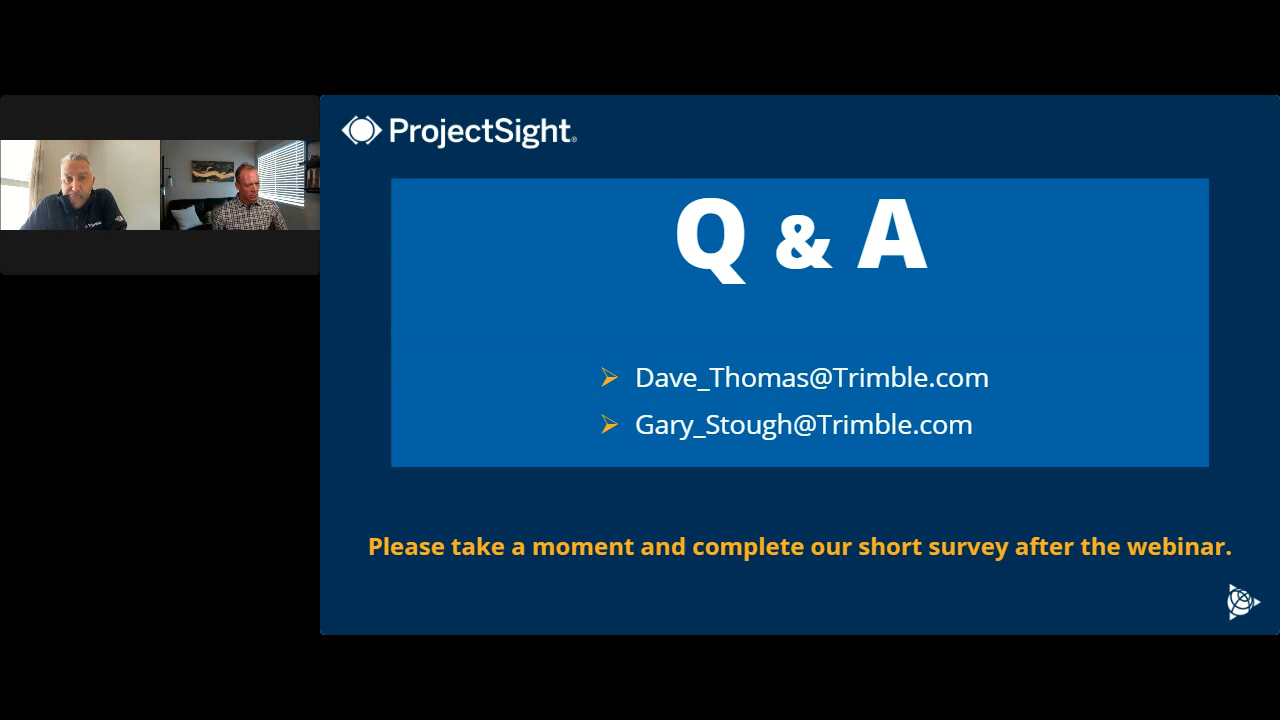 ProjectSight®
Q & A
Dave_Thomas@Trimble.com
Gary_Stough@Trimble.com
Please take a moment and complete our short survey after the webinar.